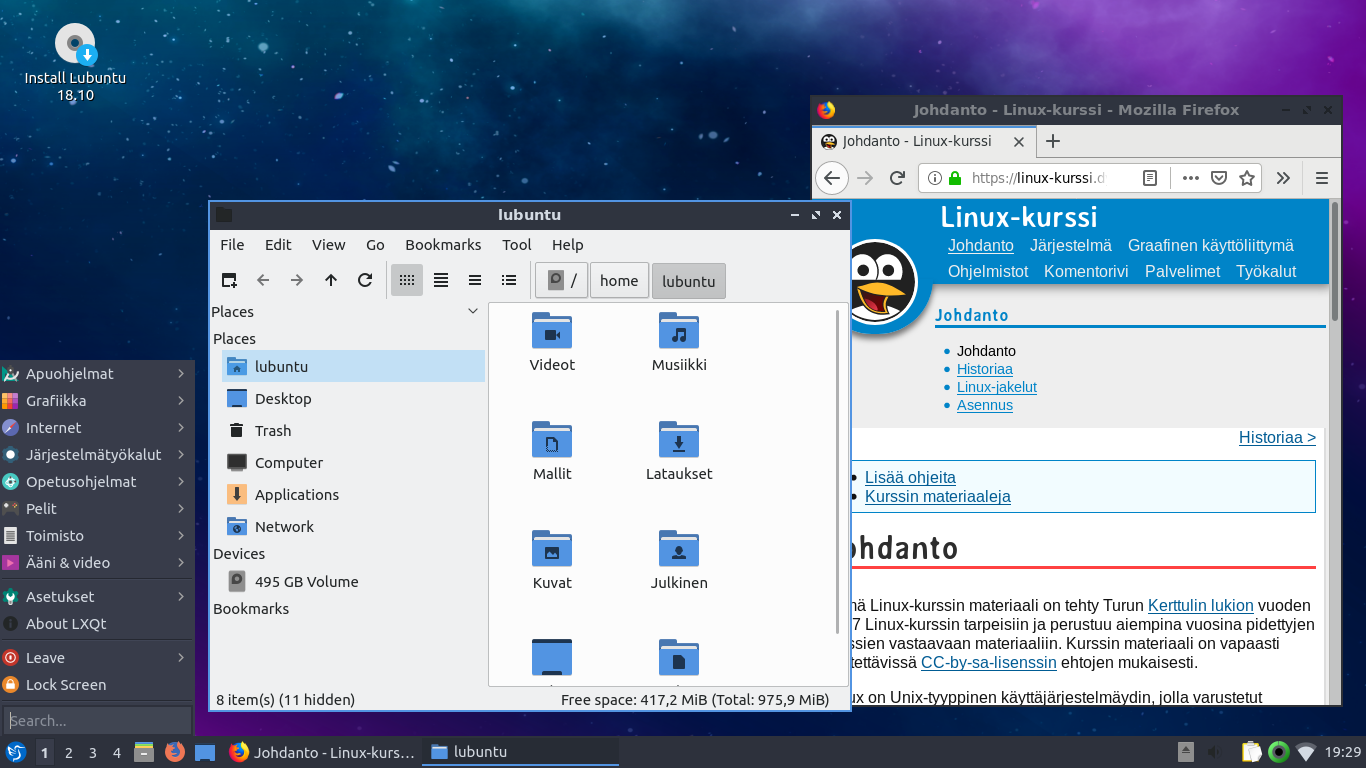 Install Lubuntu
18.10
Johdanto - Linux-kurssi - Mozilla Firefox
Johdanto - Linux-kurssi
https://linux-kurssi.d
Linux-kurssi
Johdanto Järjestelmä Graafinen käyttöliittymä
Ohjelmistot Komentorivi Palvelimet Työkalut
Johdanto
Johdanto
Historiaa
Linux-jakelut
Asennus
Historiaa >
Lisää ohjeita
Kurssin materiaaleja
ohdanto
Linux-kurssin materiaali on tehty Turun Kerttulin lukion vuoden
7 Linux-kurssin tarpeisiin ja perustuu aiempina vuosina pidettyjen
ssien vastaavaan materiaaliin. Kurssin materiaali on vapaasti
tettävissä CC-by-sa-lisenssin ehtojen mukaisesti.
ux on Unix-tyyppinen käyttäjärjestelmäydin, jolla varustetut
lubuntu
File Edit View Go Bookmarks Tool Help
/ home lubuntu
Places
Places
lubuntu
Desktop
Trash
Computer
Applications
Network
Devices
495 GB Volume
Bookmarks
Videot Musiikki
Mallit Lataukset
Kuvat Julkinen
8 item(s) (11 hidden) Free space: 417,2 MiB (Total: 975,9 MiB)
Apuohjelmat
Grafiikka
Internet
Järjestelmätyökalut
Opetusohjelmat
Pelit
Toimisto
Ääni & video
Asetukset
About LXQt
Leave
Lock Screen
Search...
1 2 3 4 Johdanto - Linux-kurs... lubuntu 19:29